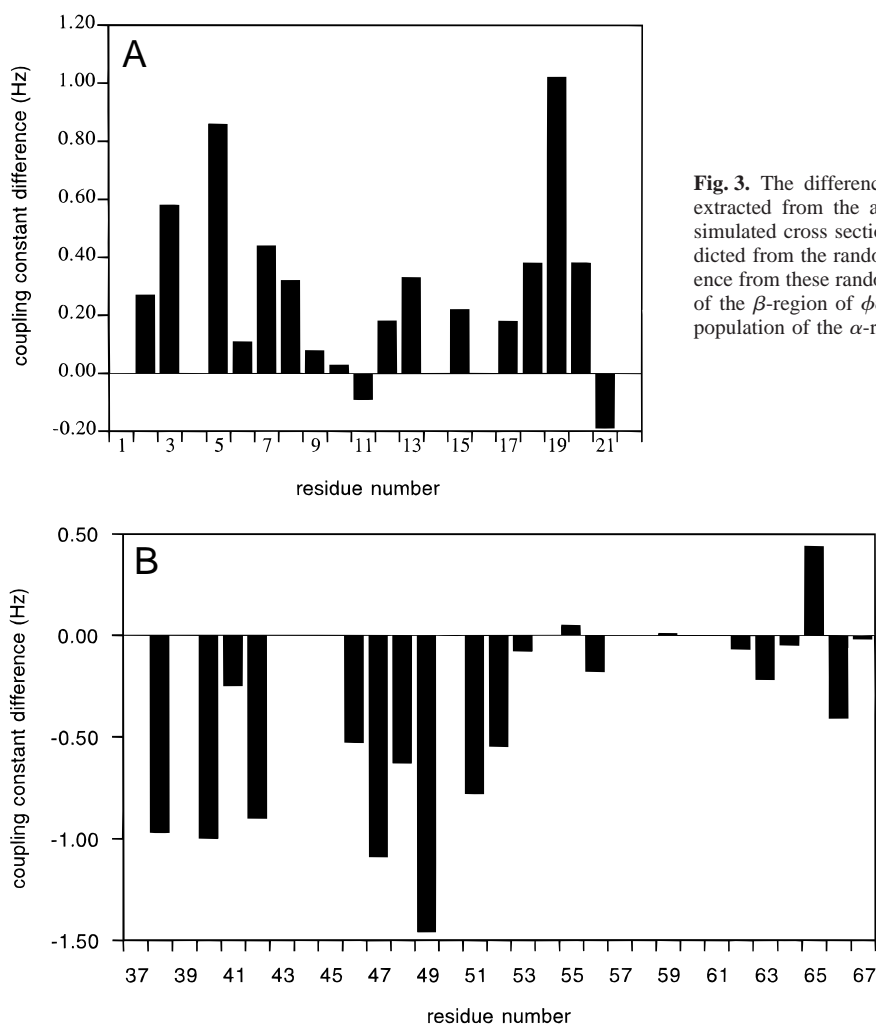 A
1.20
1.00
0.80
0.60
0.40
0.20
0.00
-0.20
coupling constant difference (Hz)
1 3 5 7 9 11 13 15 17 19 21
residue number
Fig. 3. The differenc
extracted from the a
simulated cross sectio
dicted from the rando
ence from these rando
of the β-region of ϕ
population of the α-r
B
0.50
0.00
-0.50
-1.00
-1.50
coupling constant difference (Hz)
37 39 41 43 45 47 49 51 53 55 57 59 61 63 65 67
residue number